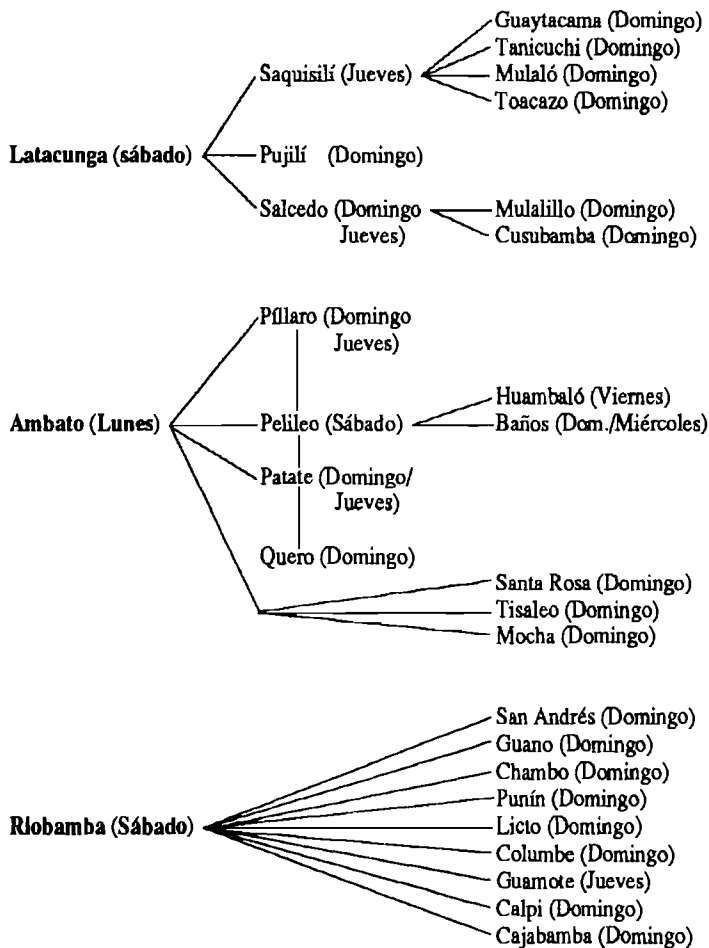 Guaytacama (Domingo)
Tanicuchi (Domingo)
Saquisilí (Jueves)
Mulaló (Domingo)
Toacazo (Domingo)
Latacunga (sábado)
Pujilí (Domingo)
Salcedo (Domingo
Jueves)
Mulalillo (Domingo)
Cusubamba (Domingo)
Píllaro (Domingo
Jueves)
Huambaló (Viernes)
Ambato (Lunes)
Pelileo (Sábado)
Baños (Dom./Miércoles)
Patate (Domingo/
Jueves)
Quero (Domingo)
Santa Rosa (Domingo)
Tisaleo (Domingo)
Mocha (Domingo)
San Andrés (Domingo)
Guano (Domingo)
Chambo (Domingo)
Punín (Domingo)
Riobamba (Sábado)
Licto (Domingo)
Columbe (Domingo)
Guamote (Jueves)
Calpi (Domingo)
Cajabamba (Domingo)